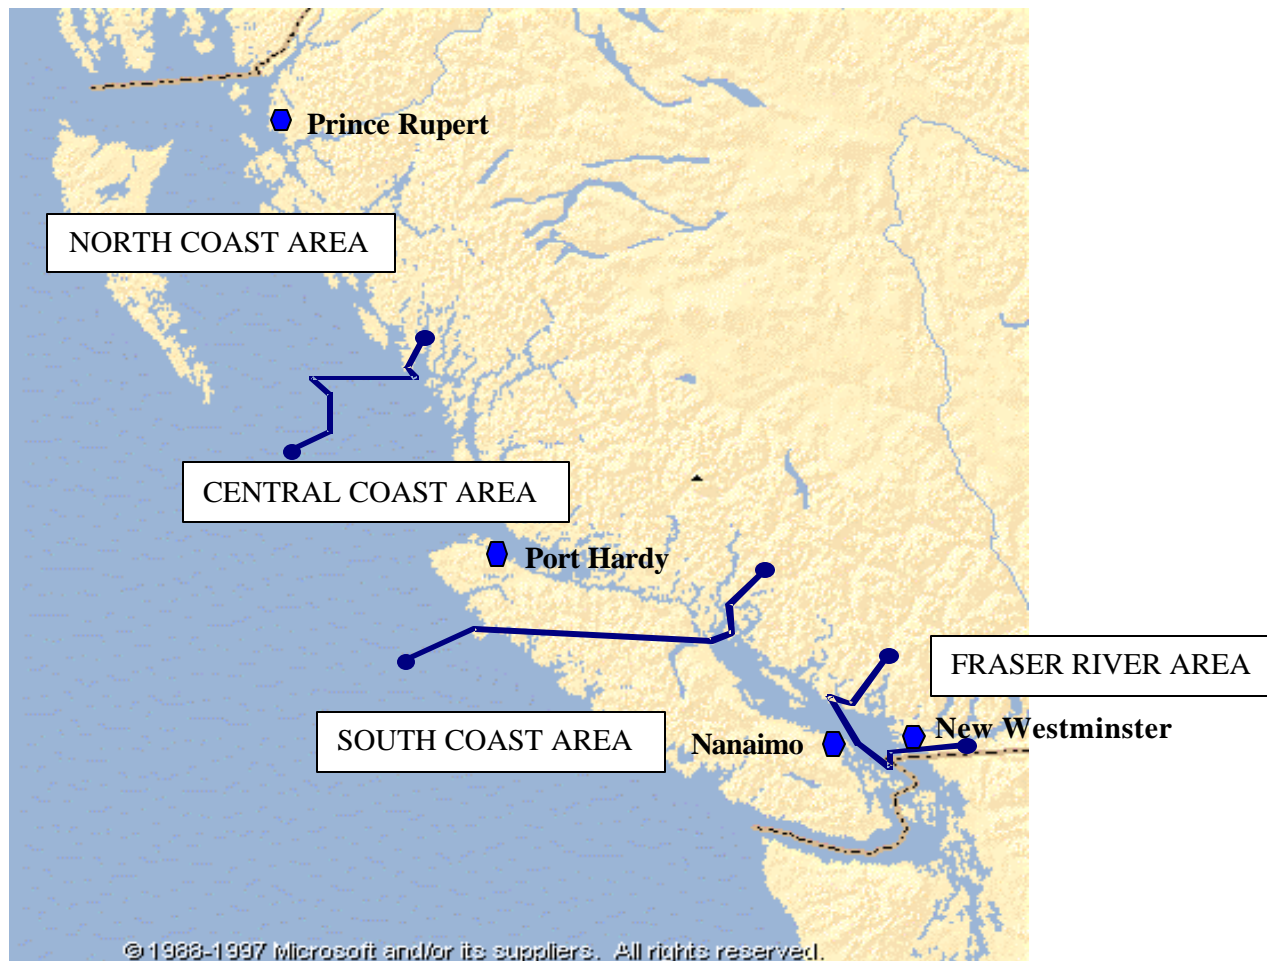 Prince Rupert
NORTH COAST AREA
CENTRAL COAST AREA
Port Hardy
FRASER RIVER AREA
New Westminster
SOUTH COAST AREA
Nanaimo
© 1988-1997 Microsoft and/or its suppliers. All rights reserved.